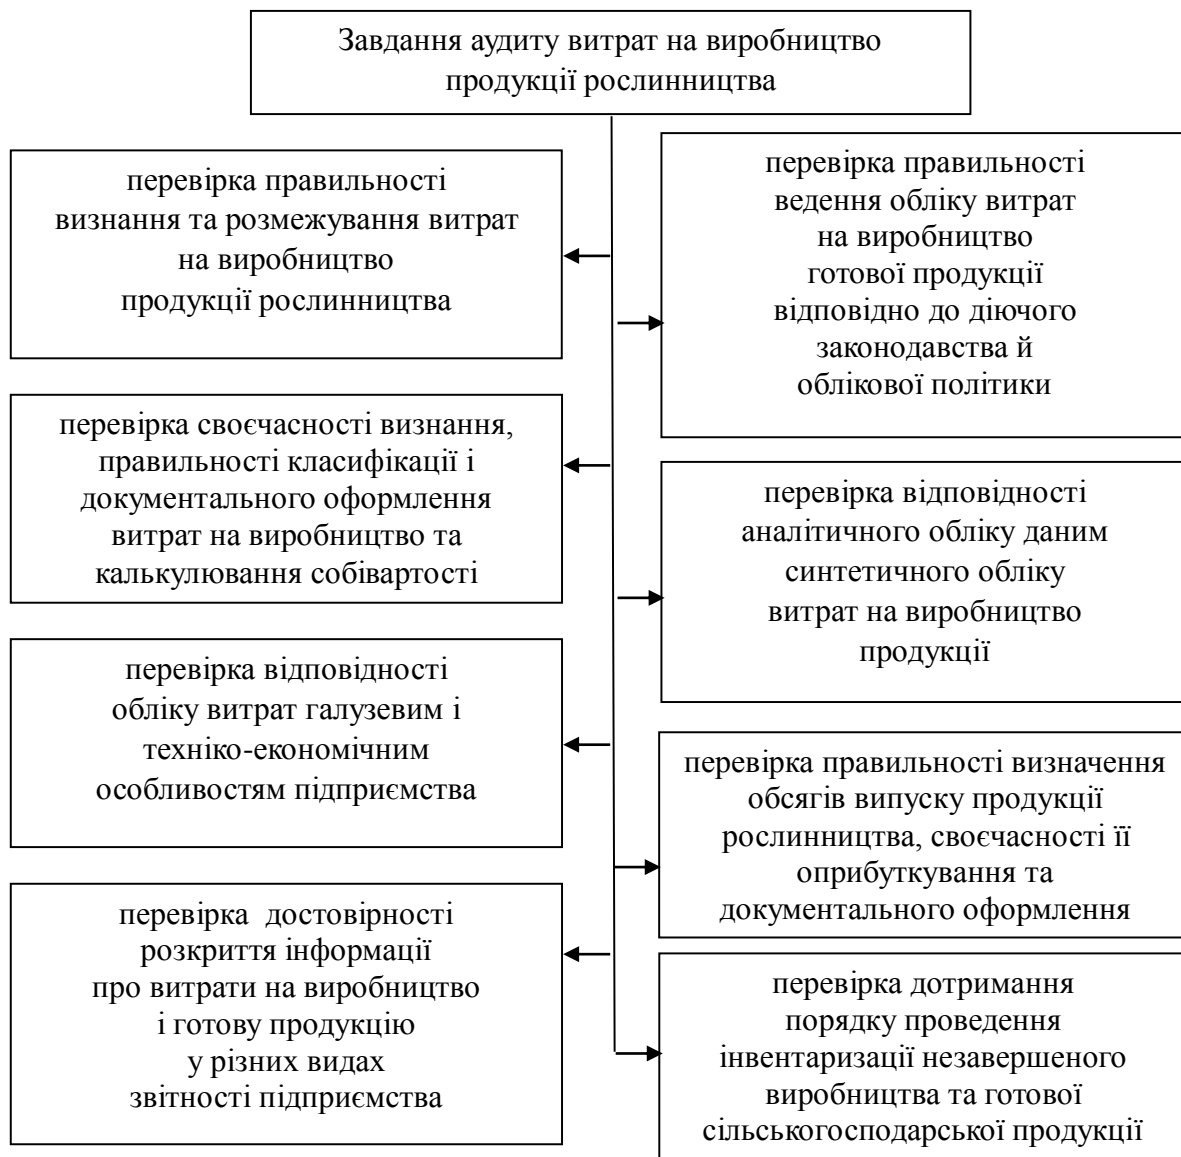 Завдання аудиту витрат на виробництво
продукції рослинництва
перевірка правильності
визнання та розмежування витрат
на виробництво
продукції рослинництва
перевірка своєчасності визнання,
правильності класифікації і
документального оформлення
витрат на виробництво та
калькулювання собівартості
перевірка відповідності
обліку витрат галузевим і
техніко-економічним
особливостям підприємства
перевірка достовірності
розкриття інформації
про витрати на виробництво
і готову продукцію
у різних видах
звітності підприємства
перевірка правильності
ведення обліку витрат
на виробництво
готової продукції
відповідно до діючого
законодавства й
облікової політики
перевірка відповідності
аналітичного обліку даним
синтетичного обліку
витрат на виробництво
продукції
перевірка правильності визначення
обсягів випуску продукції
рослинництва, своєчасності її
оприбуткування та
документального оформлення
перевірка дотримання
порядку проведення
інвентаризації незавершеного
виробництва та готової
сільськогосподарської продукції